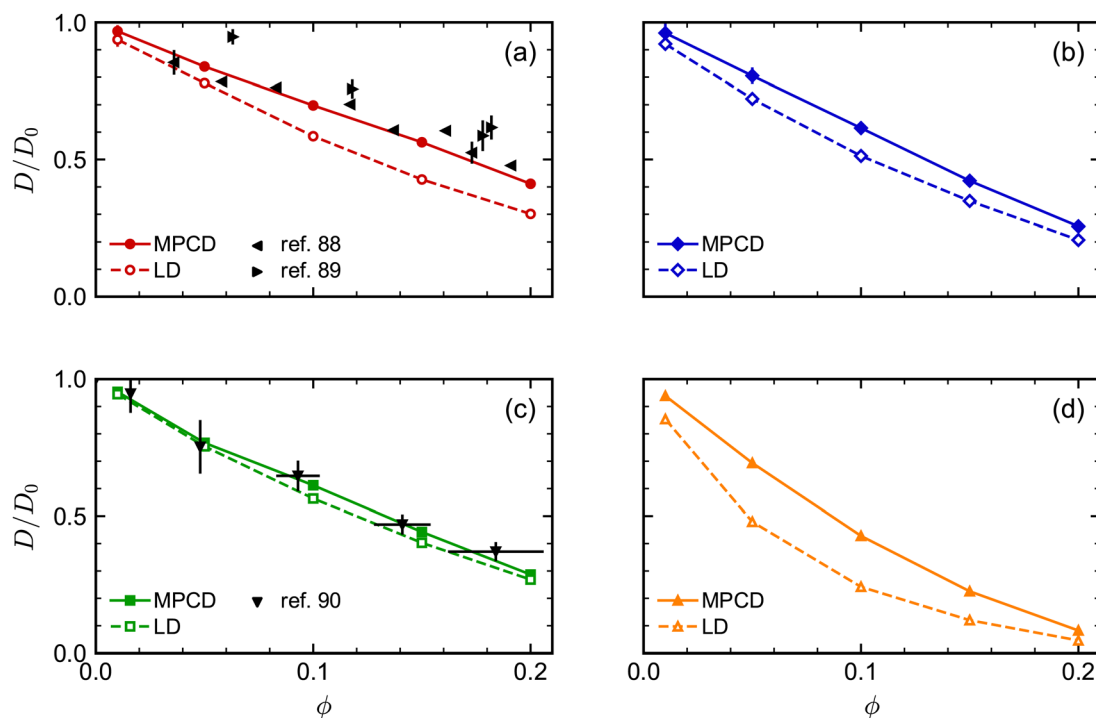 1.0
(a)
(b)
D/D₀
0.5
MPCD
ref. 88
MPCD
LD
ref. 89
LD
0.0
1.0
(c)
(d)
D/D₀
0.5
MPCD
ref. 90
MPCD
LD
LD
0.0
0.0
0.1
0.2
0.0
0.1
0.2
ϕ
ϕ